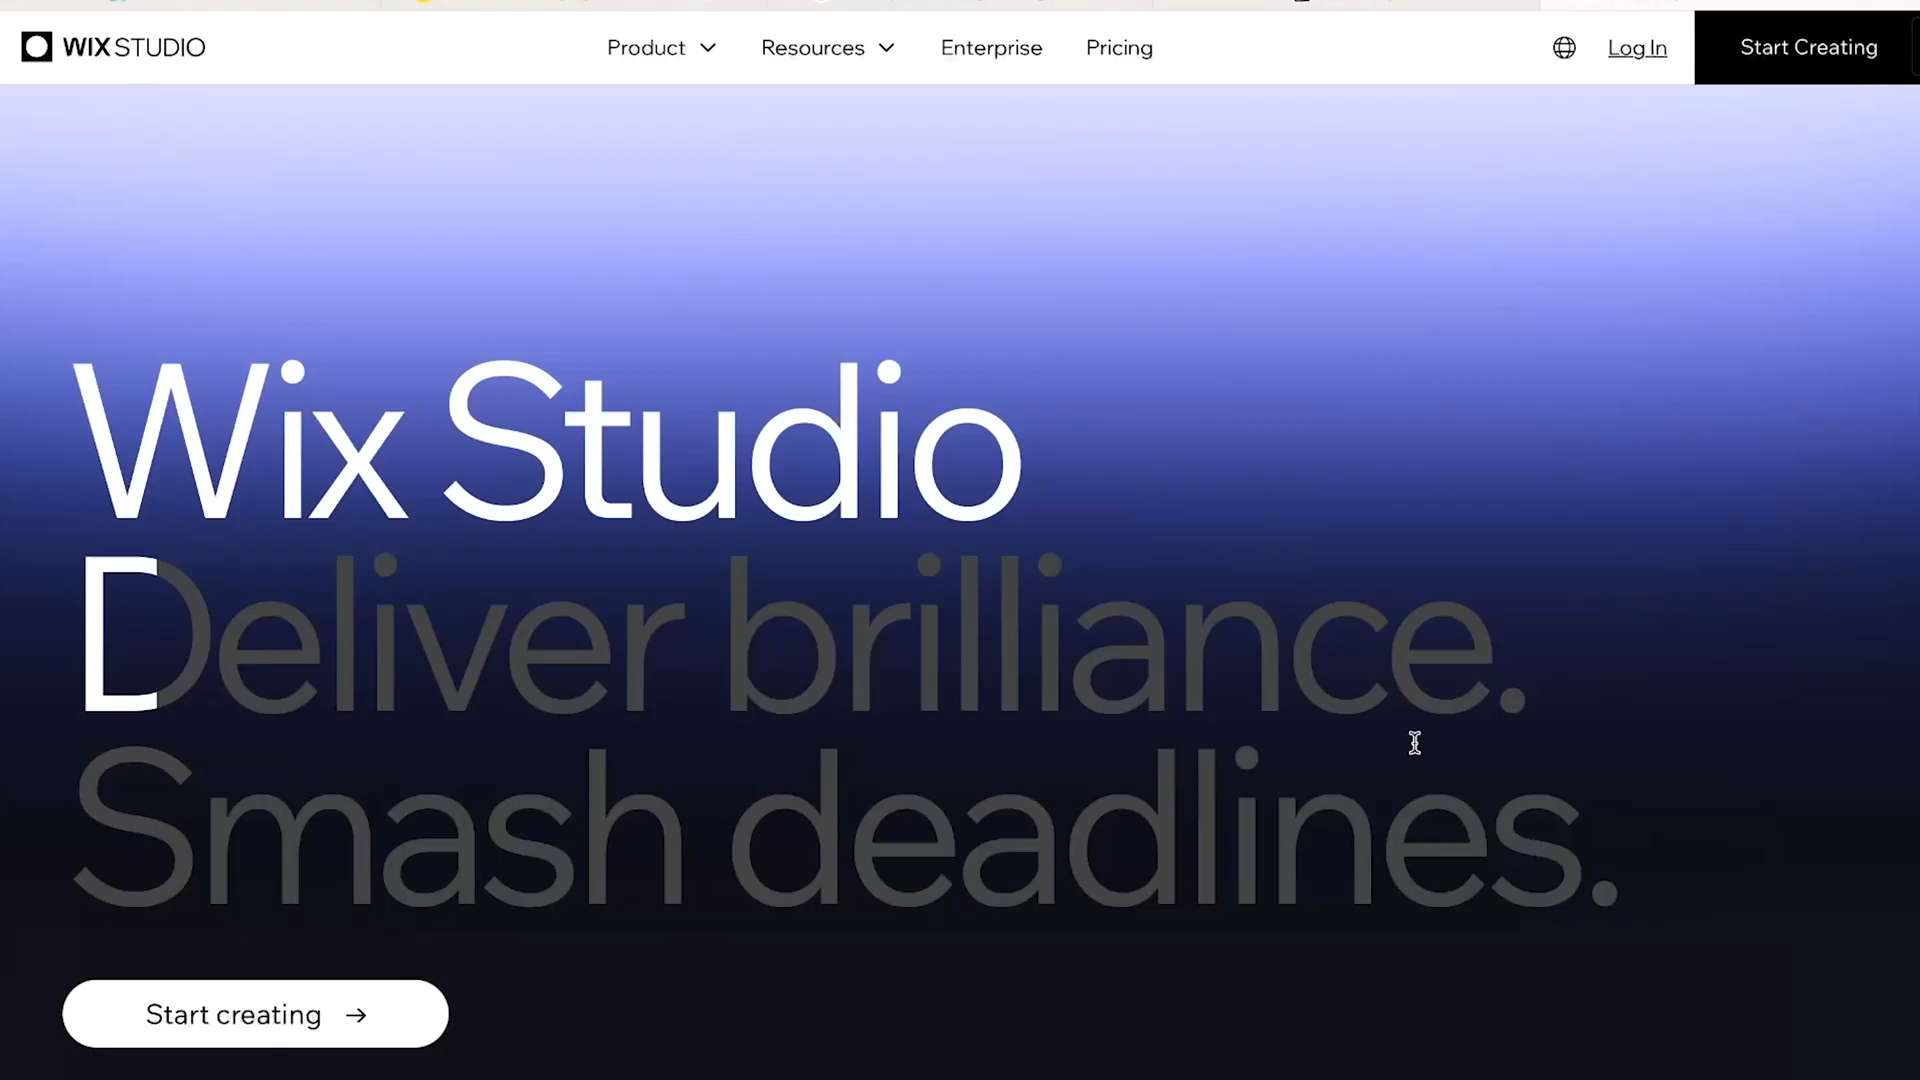 WIX STUDIO
Product
Resources
Enterprise
Pricing
Log In
Start Creating
Wix Studio
Deliver brilliance.
Smash deadlines.
Start creating →